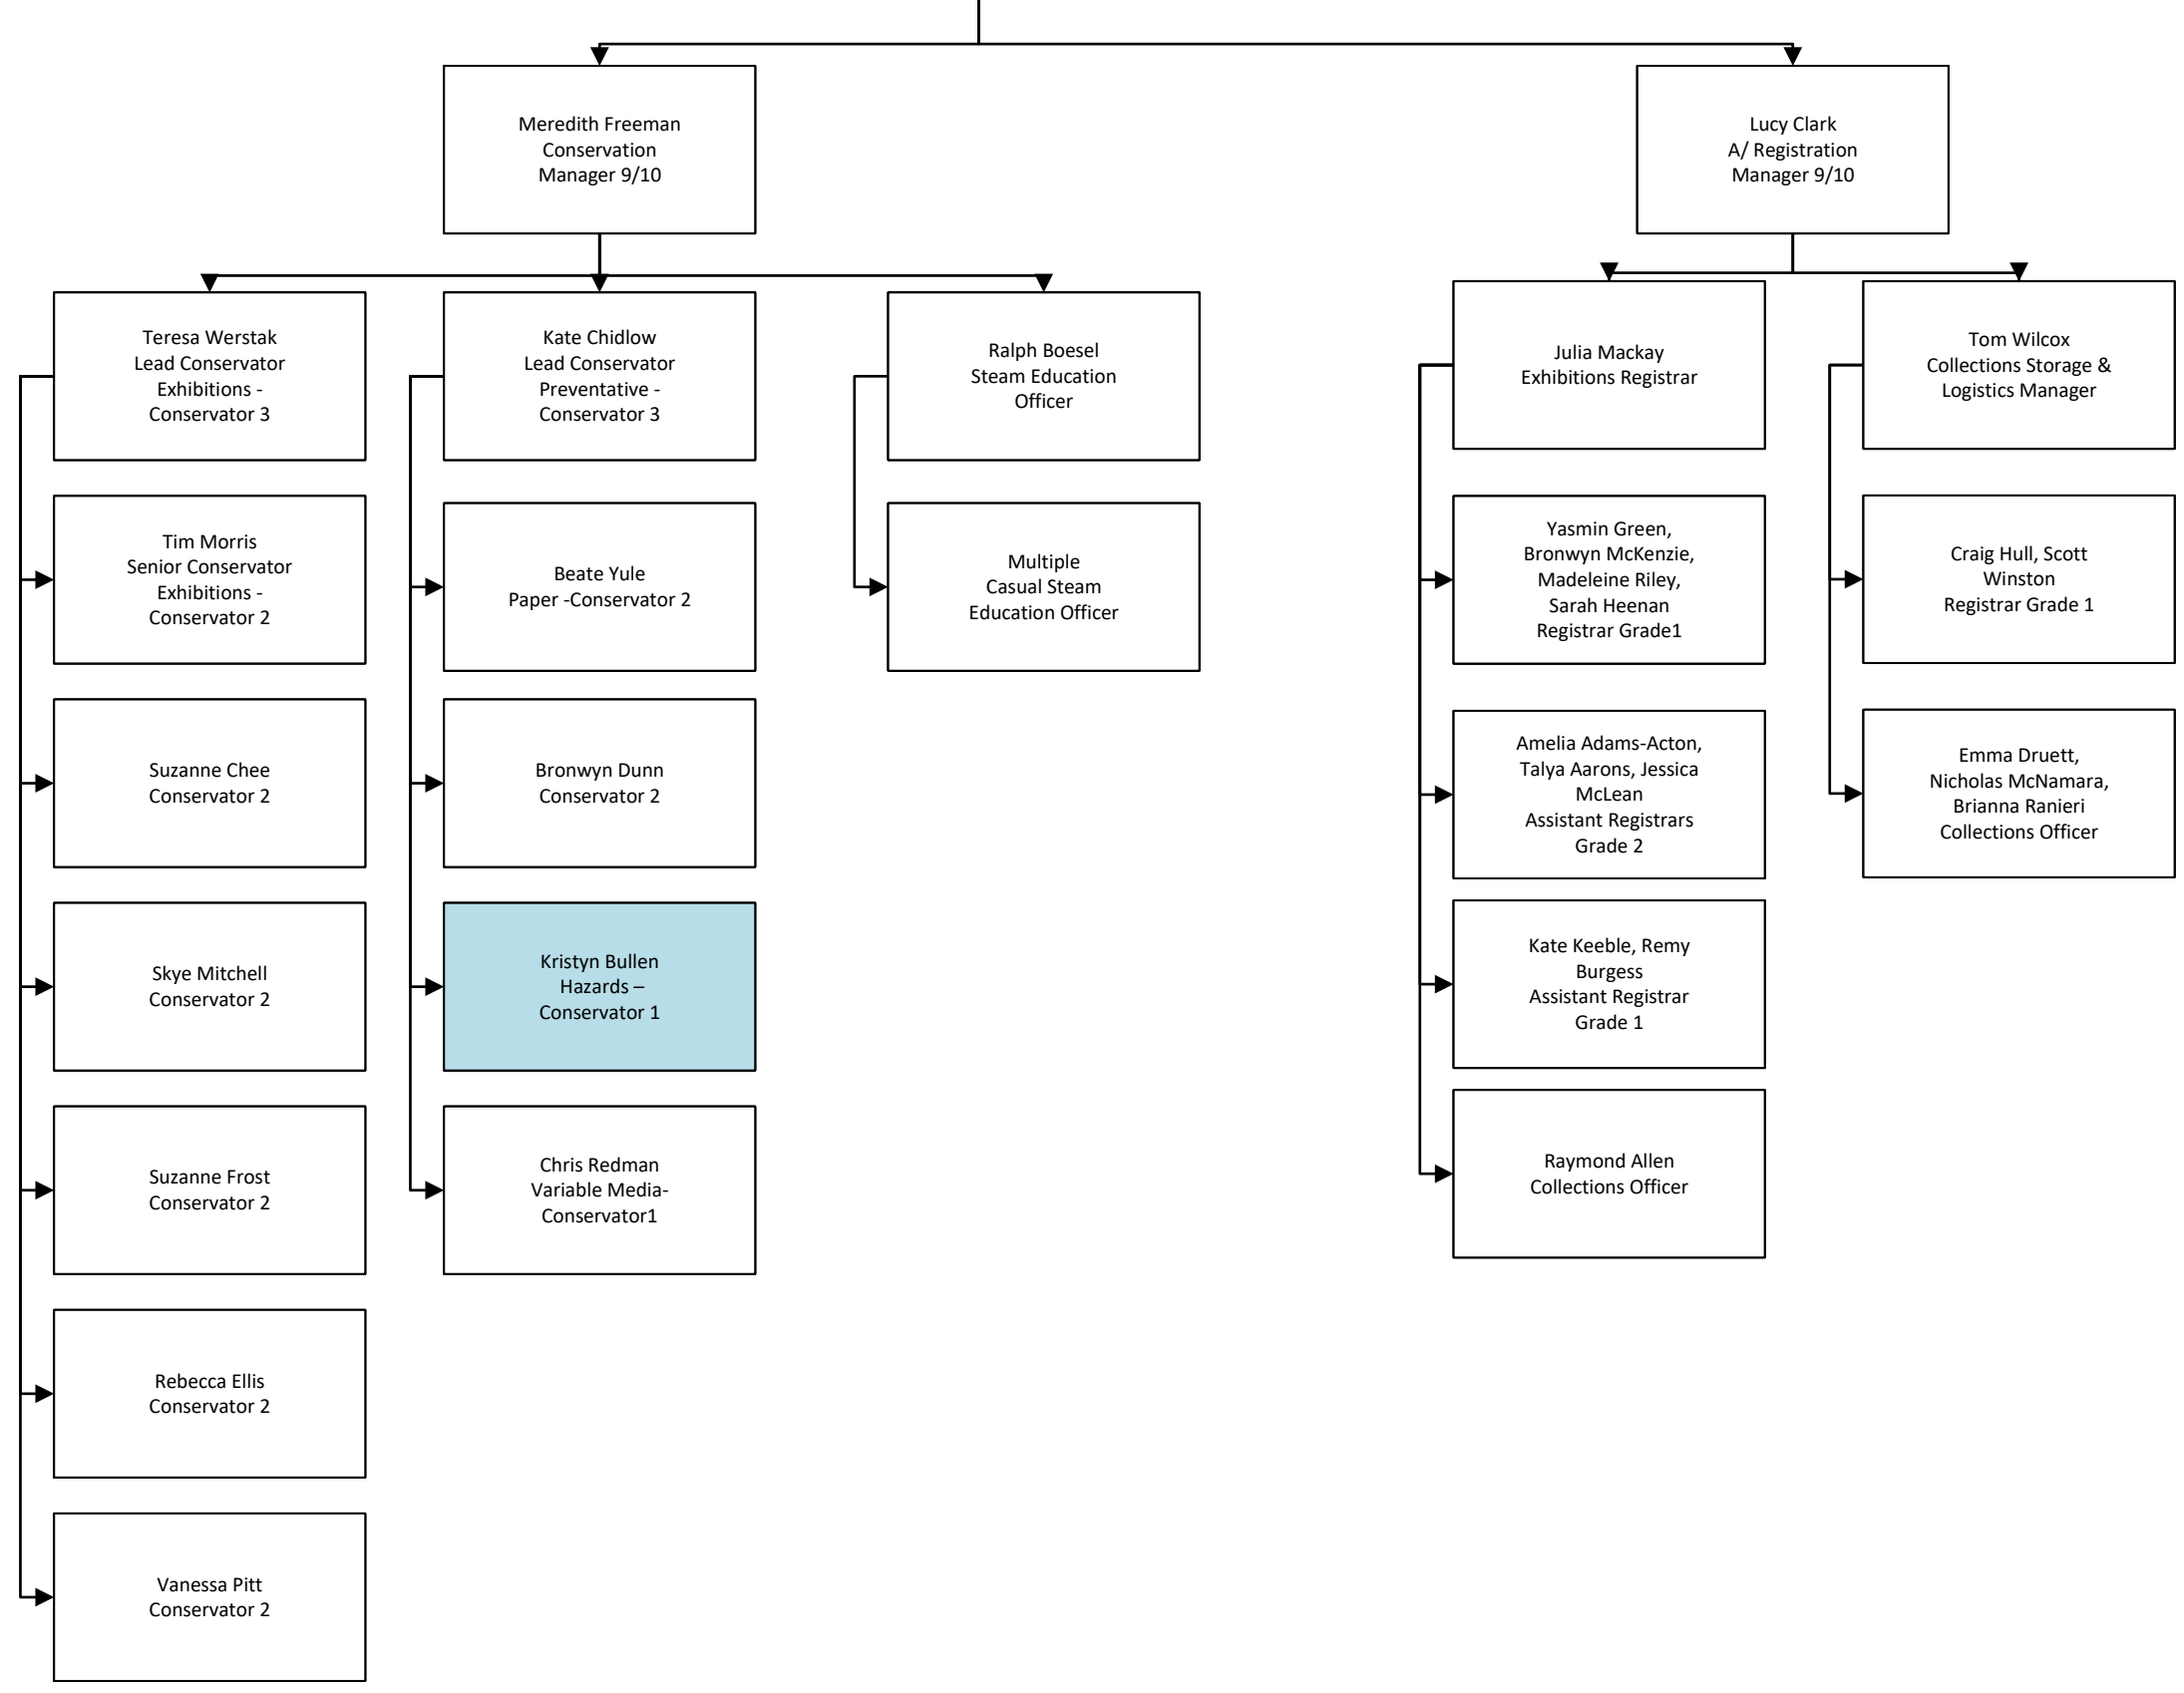 Meredith Freeman
Conservation
Manager 9/10
Lucy Clark
A/ Registration
Manager 9/10
Teresa Werstak
Lead Conservator
Exhibitions -
Conservator 3
Kate Chidlow
Lead Conservator
Preventative -
Conservator 3
Ralph Boesel
Steam Education
Officer
Julia Mackay
Exhibitions Registrar
Tom Wilcox
Collections Storage &
Logistics Manager
Tim Morris
Senior Conservator
Exhibitions -
Conservator 2
Beate Yule
Paper -Conservator 2
Multiple
Casual Steam
Education Officer
Yasmin Green,
Bronwyn McKenzie,
Madeleine Riley,
Sarah Heenan
Registrar Grade1
Craig Hull, Scott
Winston
Registrar Grade 1
Suzanne Chee
Conservator 2
Bronwyn Dunn
Conservator 2
Amelia Adams-Acton,
Talya Aarons, Jessica
McLean
Assistant Registrars
Grade 2
Emma Druett,
Nicholas McNamara,
Brianna Ranieri
Collections Officer
Skye Mitchell
Conservator 2
Kristyn Bullen
Hazards –
Conservator 1
Kate Keeble, Remy
Burgess
Assistant Registrar
Grade 1
Suzanne Frost
Conservator 2
Chris Redman
Variable Media-
Conservator1
Raymond Allen
Collections Officer
Rebecca Ellis
Conservator 2
Vanessa Pitt
Conservator 2